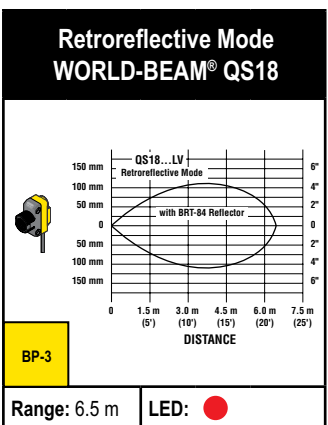 Retroreflective Mode
WORLD-BEAM® QS18
QS18...LV
Retroreflective Mode
with BRT-84 Reflector
150 mm
100 mm
50 mm
0
50 mm
100 mm
150 mm
6"
4"
2"
0
2"
4"
6"
0 1.5 m 3.0 m 4.5 m 6.0 m 7.5 m
(5') (10') (15') (20') (25')
DISTANCE
BP-3
Range: 6.5 m LED: